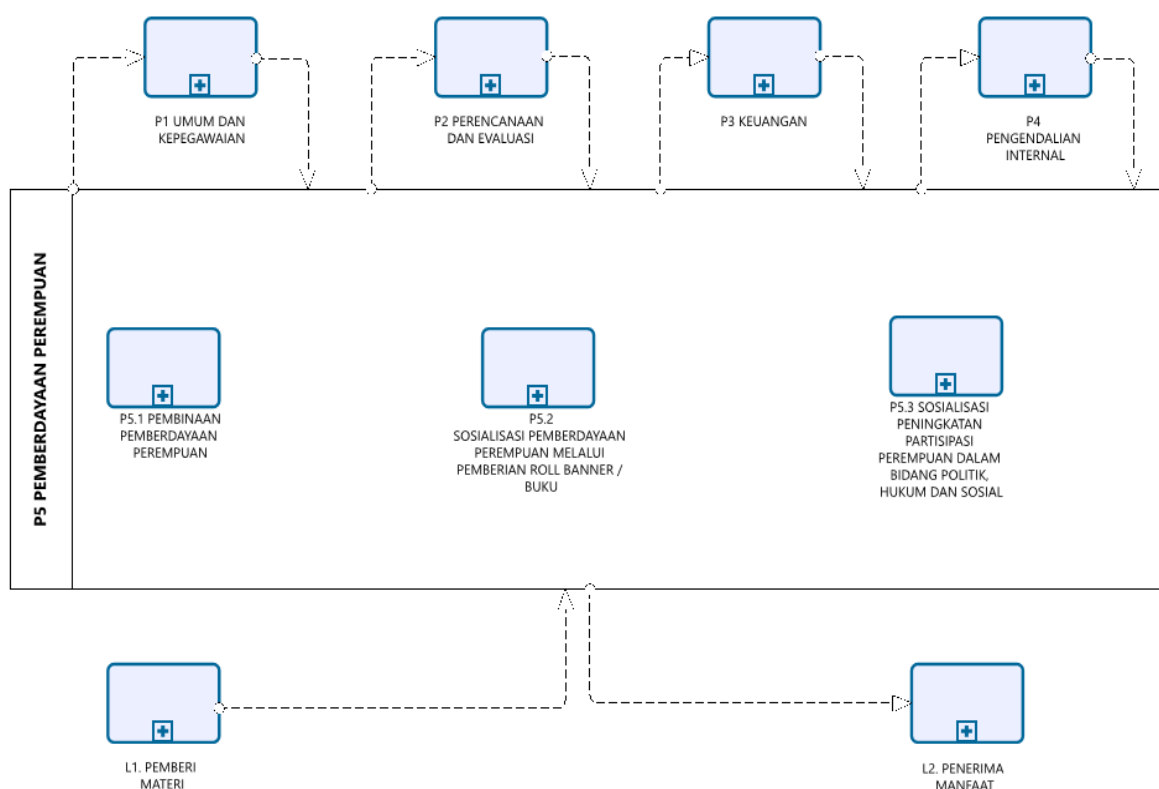 P1 UMUM DAN
KEPEGAWAIAN
P2 PERENCANAAN
DAN EVALUASI
P3 KEUANGAN
P4
PENGENDALIAN
INTERNAL
P5 PEMBERDAYAAN PEREMPUAN
P5.1 PEMBINAAN
PEMBERDAYAAN
PEREMPUAN
P5.2
SOSIALISASI PEMBERDAYAAN
PEREMPUAN MELALUI
PEMBERIAN ROLL BANNER /
BUKU
P5.3 SOSIALISASI
PENINGKATAN
PARTISIPASI
PEREMPUAN DALAM
BIDANG POLITIK,
HUKUM DAN SOSIAL
L1. PEMBERI
MATERI
L2. PENERIMA
MANFAAT